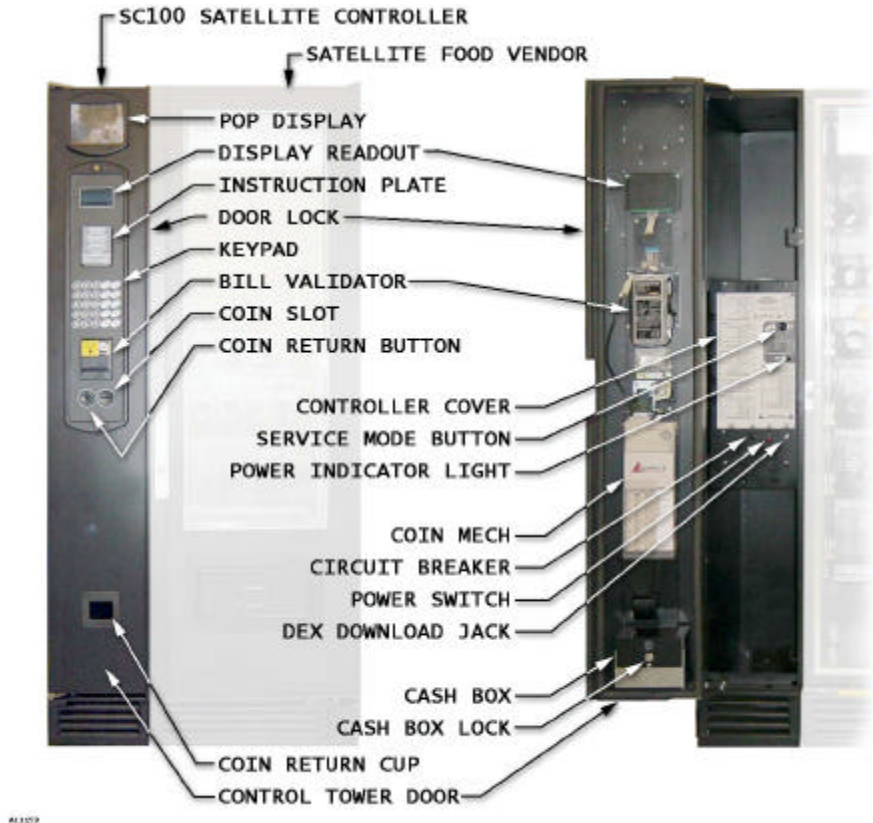 SC100 SATELLITE CONTROLLER
SATELLITE FOOD VENDOR
POP DISPLAY
DISPLAY READOUT
INSTRUCTION PLATE
DOOR LOCK
KEYPAD
BILL VALIDATOR
COIN SLOT
COIN RETURN BUTTON
CONTROLLER COVER
SERVICE MODE BUTTON
POWER INDICATOR LIGHT
COIN MECH
CIRCUIT BREAKER
POWER SWITCH
DEX DOWNLOAD JACK
CASH BOX
CASH BOX LOCK
COIN RETURN CUP
CONTROL TOWER DOOR